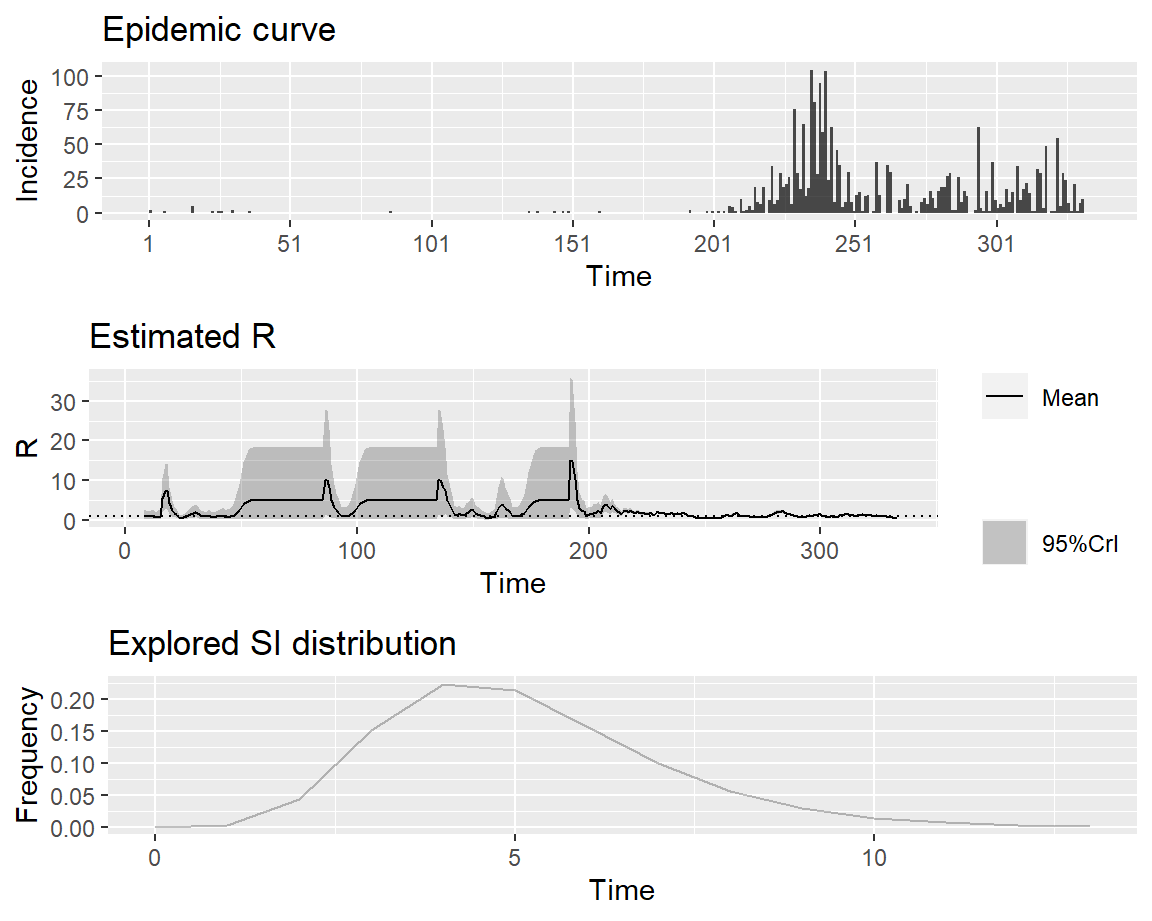 Epidemic curve
Incidence
100
75
50
25
0
1 51 101 151 201 251 301
Time
Estimated R
R
30
20
10
0
0 100 200 300
Time
Mean
95%CrI
Explored SI distribution
Frequency
0.20
0.15
0.10
0.05
0.00
0 5 10
Time